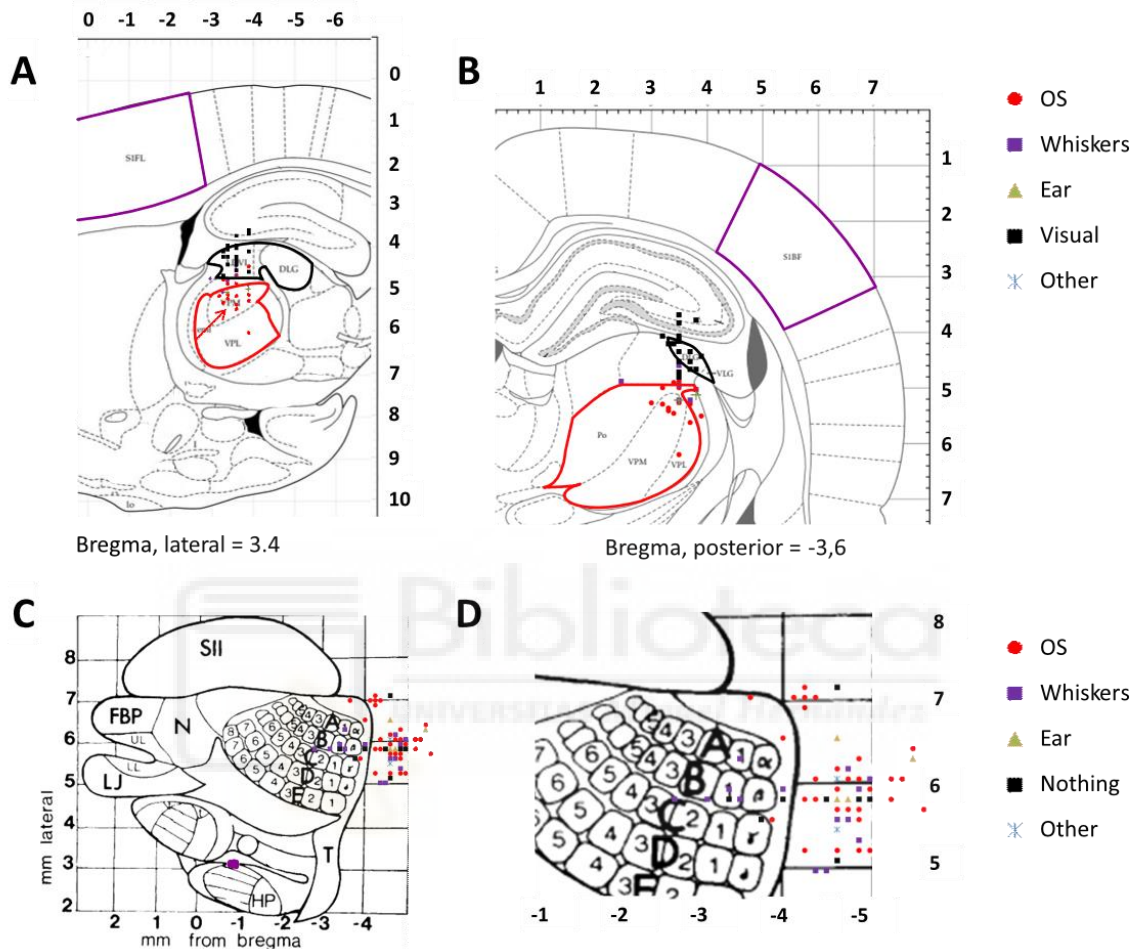 0 -1 -2 -3 -4 -5 -6
A
0
1
2
3
4
5
6
7
8
9
10
S1FL
DLG
VPL
Bregma, lateral = 3.4
B
1 2 3 4 5 6 7
1
2
3
4
5
6
7
S1BF
VLG
Po
VPM
VPL
Bregma, posterior = -3,6
OS
Whiskers
Ear
Visual
Other
Biblioteca
C
SII
8
7
6
5
4
3
2
FBP
N
UL
LL
LJ
A
B
C
D
E
T
HP
mm lateral
2 1 0 -1 -2 -3 -4
mm from bregma
D
A
B
C
D
E
8
7
6
5
-1 -2 -3 -4 -5
OS
Whiskers
Ear
Nothing
Other